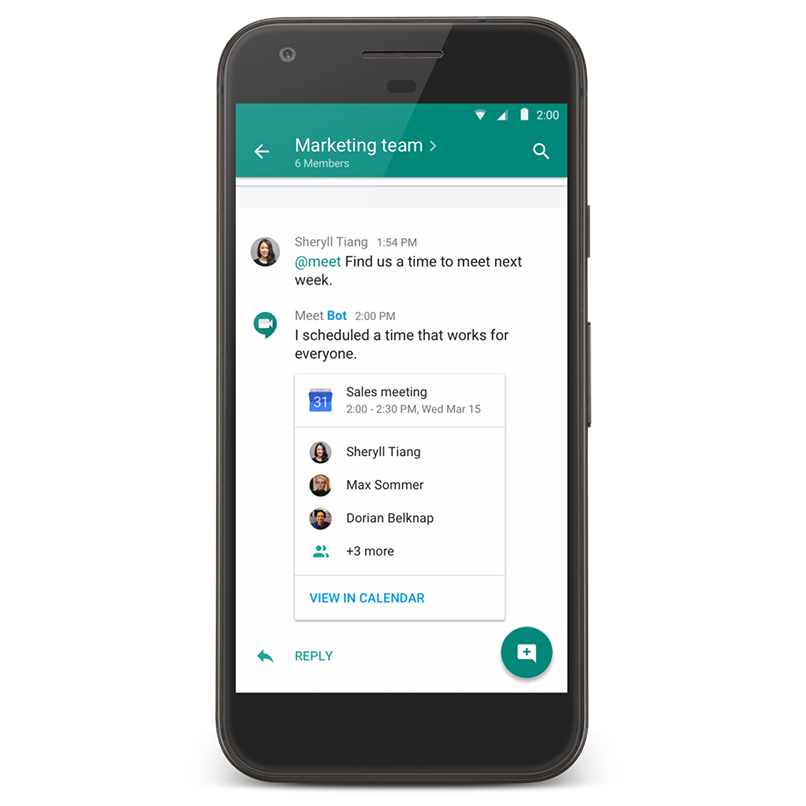 2:00
Marketing team
6 Members
Sheryll Tiang 1:54 PM
@meet Find us a time to meet next
week.
Meet Bot 2:00 PM
I scheduled a time that works for
everyone.
31
Sales meeting
2:00 - 2:30 PM, Wed Mar 15
Sheryll Tiang
Max Sommer
Dorian Belknap
+3 more
VIEW IN CALENDAR
REPLY